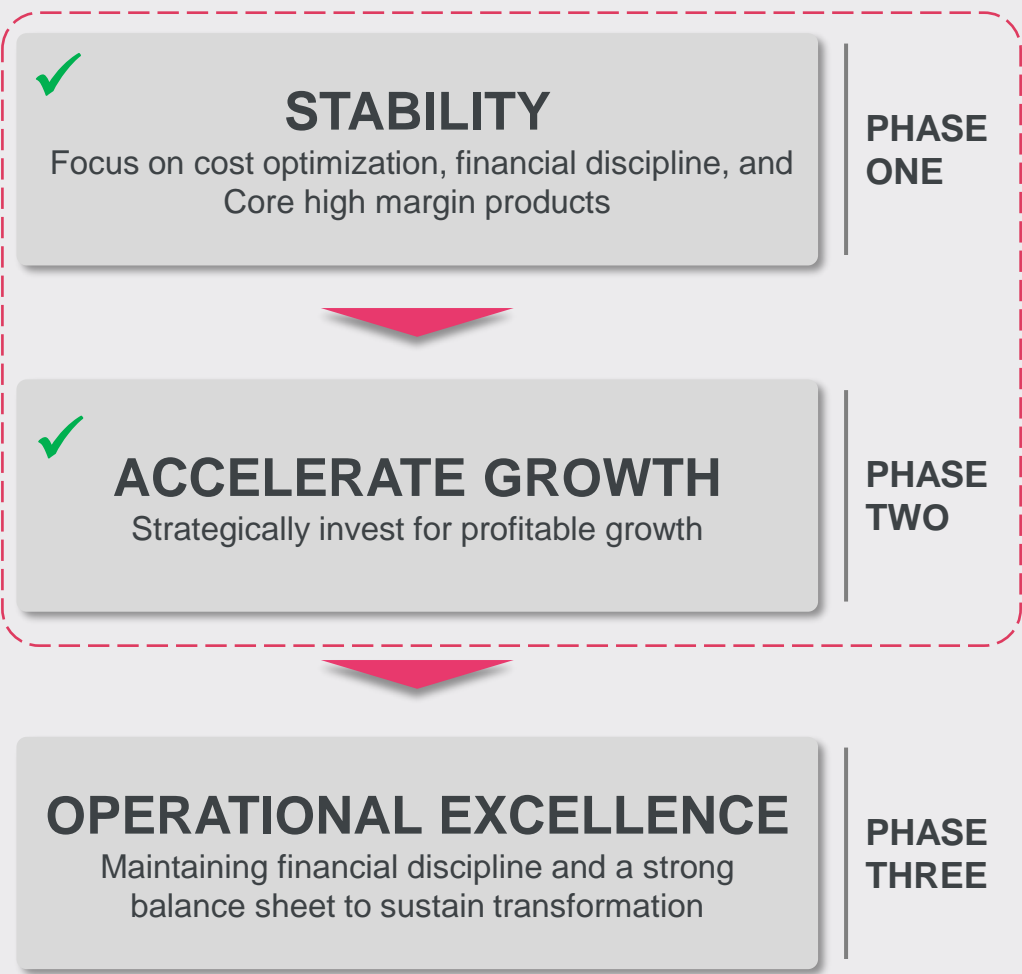 STABILITY
Focus on cost optimization, financial discipline, and
Core high margin products
PHASE
ONE
ACCELERATE GROWTH
Strategically invest for profitable growth
PHASE
TWO
OPERATIONAL EXCELLENCE
Maintaining financial discipline and a strong
balance sheet to sustain transformation
PHASE
THREE